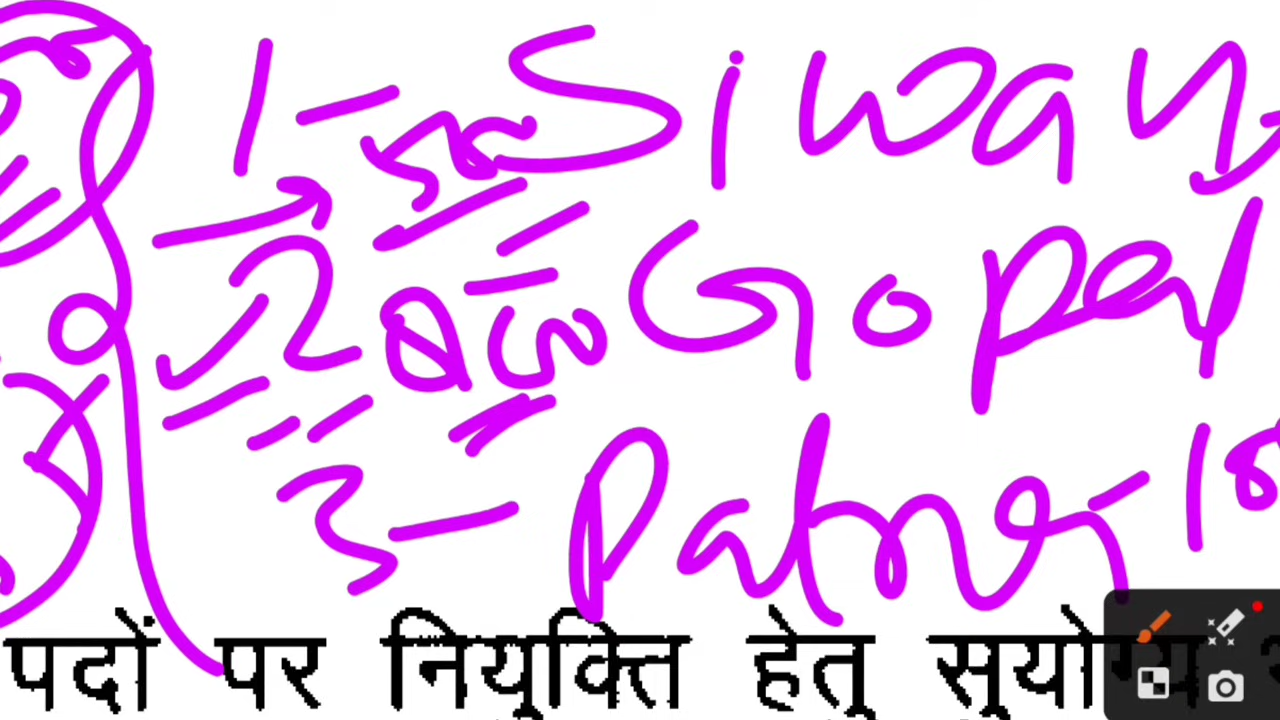 1- Siwan-
2 Gopal
3- Patna-
पदों पर नियुक्ति हेतु सुयोग्य